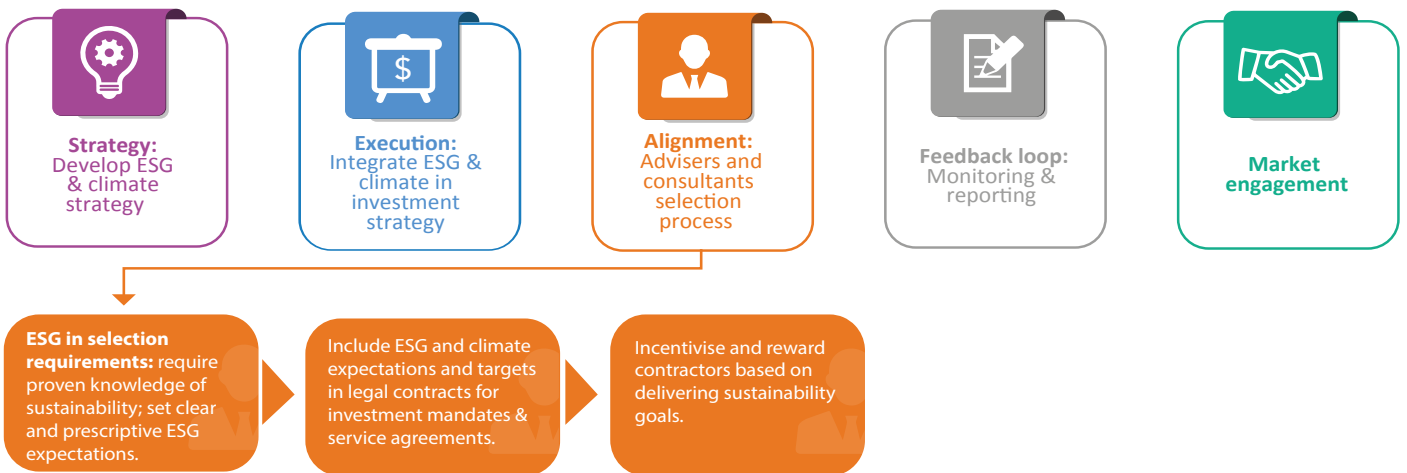 $
Strategy:
Develop ESG
& climate
strategy
Execution:
Integrate ESG &
climate in
investment
strategy
Alignment:
Advisers and
consultants
selection
process
Feedback loop:
Monitoring &
reporting
Market
engagement
ESG in selection
requirements: require
proven knowledge of
sustainability; set clear
and prescriptive ESG
expectations.
Include ESG and climate
expectations and targets
in legal contracts for
investment mandates &
service agreements.
Incentivise and reward
contractors based on
delivering sustainability
goals.